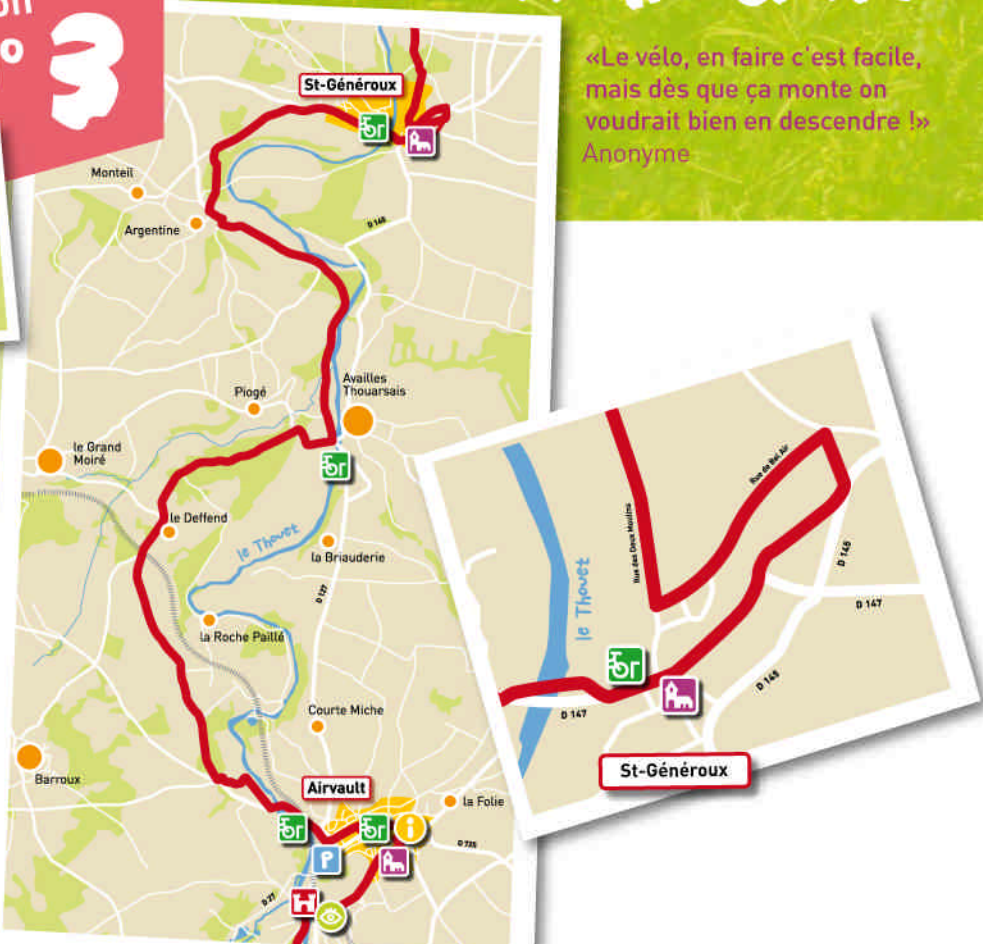 3
«Le vélo, en faire c'est facile,
mais dès que ça monte on
voudrait bien en descendre !»
Anonyme
St-Généroux
Monteil
Argentine
D 148
Piogé
Availles
Thouarsais
le Grand
Moiré
le Deffend
le Thouet
la Briauderie
D 137
la Roche Paillé
Courte Miche
Barroux
Airvault
la Folie
D 725
P
D 27
Rue des Deux Moulins
Rue de Bel Air
le Thouet
D 145
D 147
D 147
D 145
St-Généroux